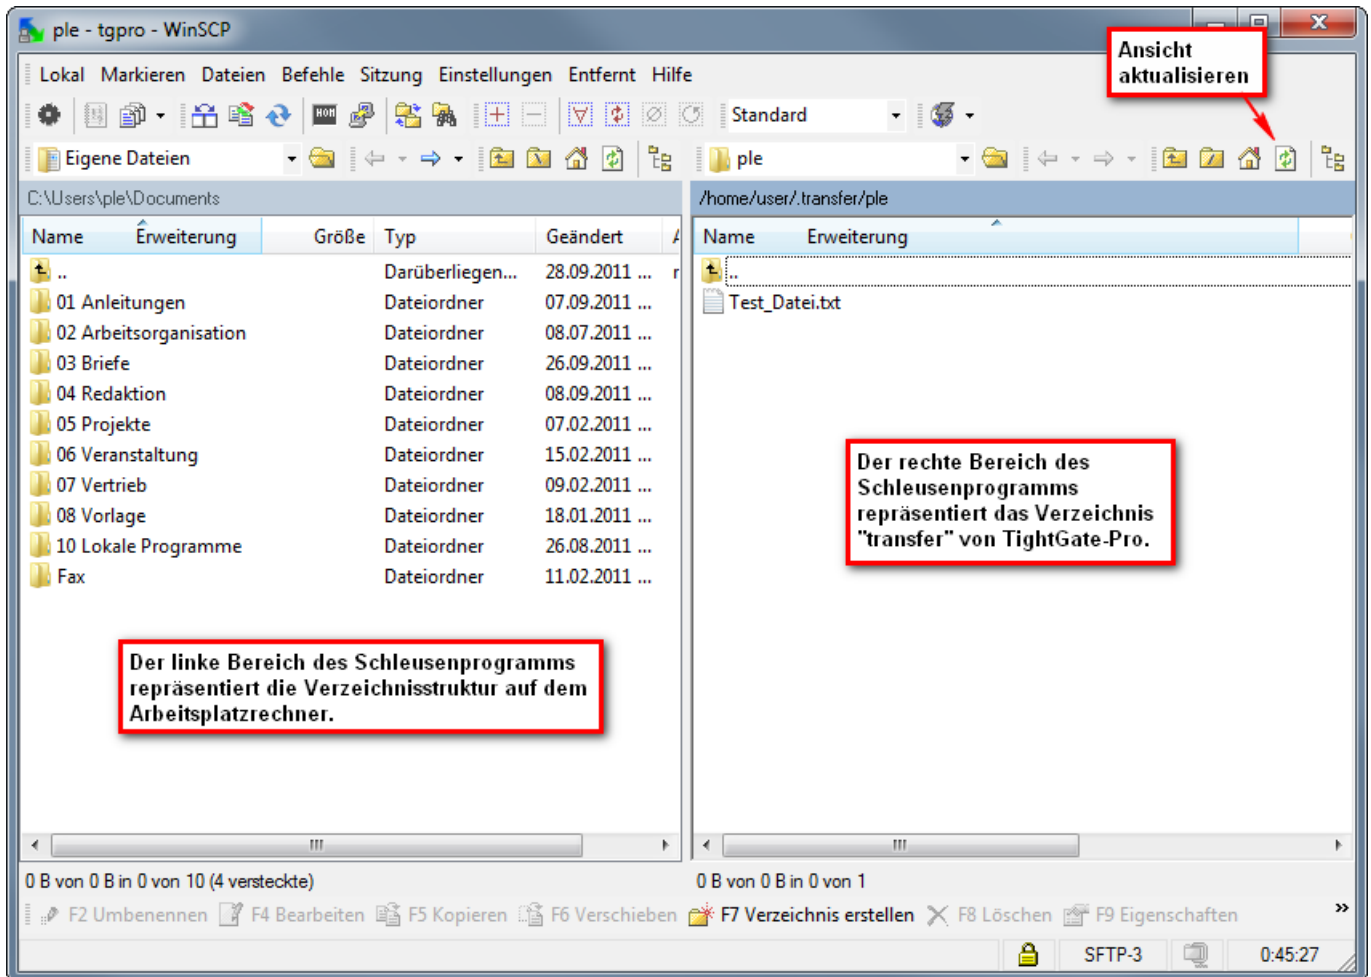 ple - tgpro - WinSCP
Ansicht
aktualisieren
Lokal Markieren Dateien Befehle Sitzung Einstellungen Entfernt Hilfe
Standard
Eigene Dateien
ple
C:\Users\ple\Documents
/home/user/.transfer/ple
Name Erweiterung Größe Typ Geändert
Name Erweiterung
.. Darüberliegen... 28.09.2011 ... r
..
01 Anleitungen Dateiordner 07.09.2011 ...
Test_Datei.txt
02 Arbeitsorganisation Dateiordner 08.07.2011 ...
03 Briefe Dateiordner 26.09.2011 ...
04 Redaktion Dateiordner 08.09.2011 ...
05 Projekte Dateiordner 07.02.2011 ...
06 Veranstaltung Dateiordner 15.02.2011 ...
07 Vertrieb Dateiordner 09.02.2011 ...
08 Vorlage Dateiordner 18.01.2011 ...
10 Lokale Programme Dateiordner 26.08.2011 ...
Fax Dateiordner 11.02.2011 ...
Der rechte Bereich des
Schleusenprogramms
repräsentiert das Verzeichnis
"transfer" von TightGate-Pro.
Der linke Bereich des Schleusenprogramms
repräsentiert die Verzeichnisstruktur auf dem
Arbeitsplatzrechner.
0 B von 0 B in 0 von 10 (4 versteckte)
0 B von 0 B in 0 von 1
F2 Umbenennen F4 Bearbeiten F5 Kopieren F6 Verschieben F7 Verzeichnis erstellen F8 Löschen F9 Eigenschaften
SFTP-3 0:45:27